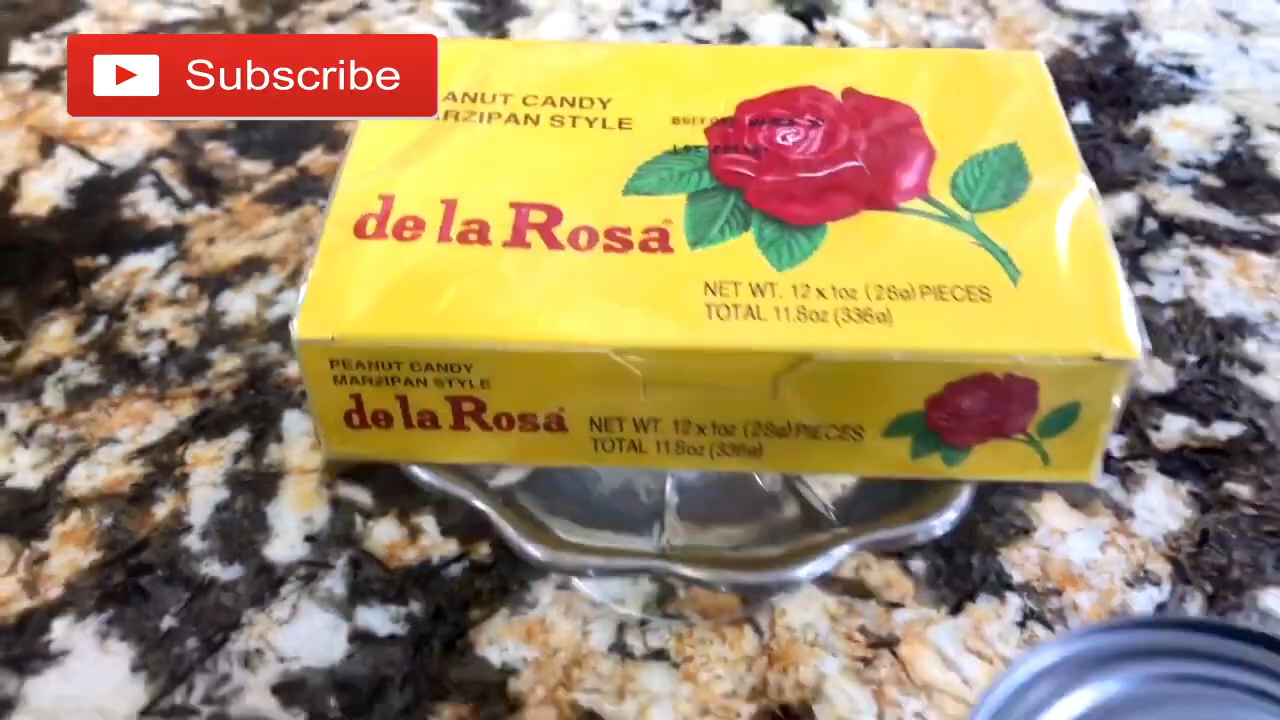 Subscribe
ANUT CANDY
RZIPAN STYLE
de la Rosa
NET WT. 12 x 1oz (28g) PIECES
TOTAL 11.8oz (336g)
PEANUT CANDY
MARZIPAN STYLE
de la Rosa
NET WT. 12 x 1oz (28g) PIECES
TOTAL 11.8oz (336g)